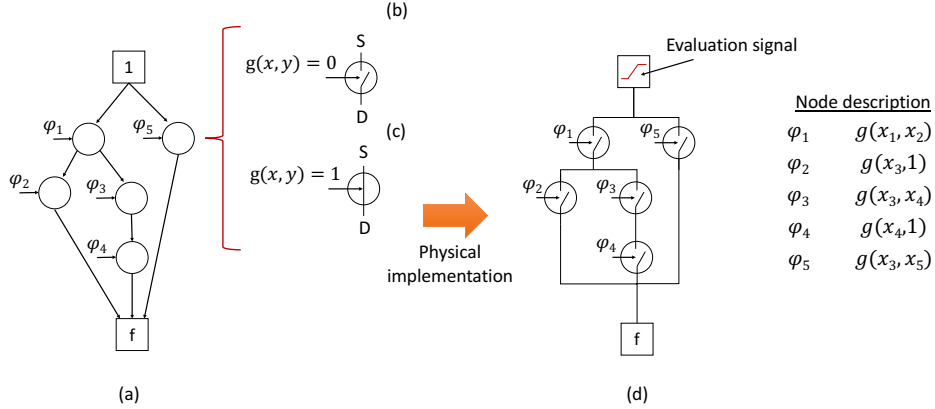 (b)
S
g(x, y) = 0
D
(c)
S
g(x, y) = 1
D
1
φ₁
φ₅
φ₂
φ₃
φ₄
f
(a)
Physical
implementation
Evaluation signal
φ₁
φ₅
φ₂
φ₃
φ₄
f
(d)
Node description
φ₁ g(x₁, x₂)
φ₂ g(x₃,1)
φ₃ g(x₃, x₄)
φ₄ g(x₄,1)
φ₅ g(x₃, x₅)